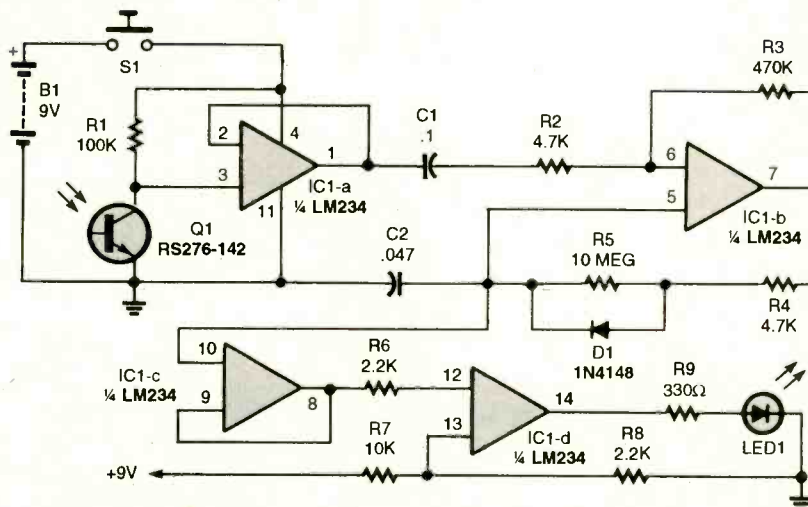 S1
+
B1
9V
R1
100K
2
3
4
11
1
IC1-a
¼ LM234
Q1
RS276-142
C1
.1
R2
4.7K
R3
470K
6
5
7
IC1-b
¼ LM234
C2
.047
R5
10 MEG
D1
1N4148
R4
4.7K
10
9
8
IC1-c
¼ LM234
R6
2.2K
12
13
14
IC1-d
¼ LM234
R9
330Ω
LED1
R7
10K
R8
2.2K
+9V